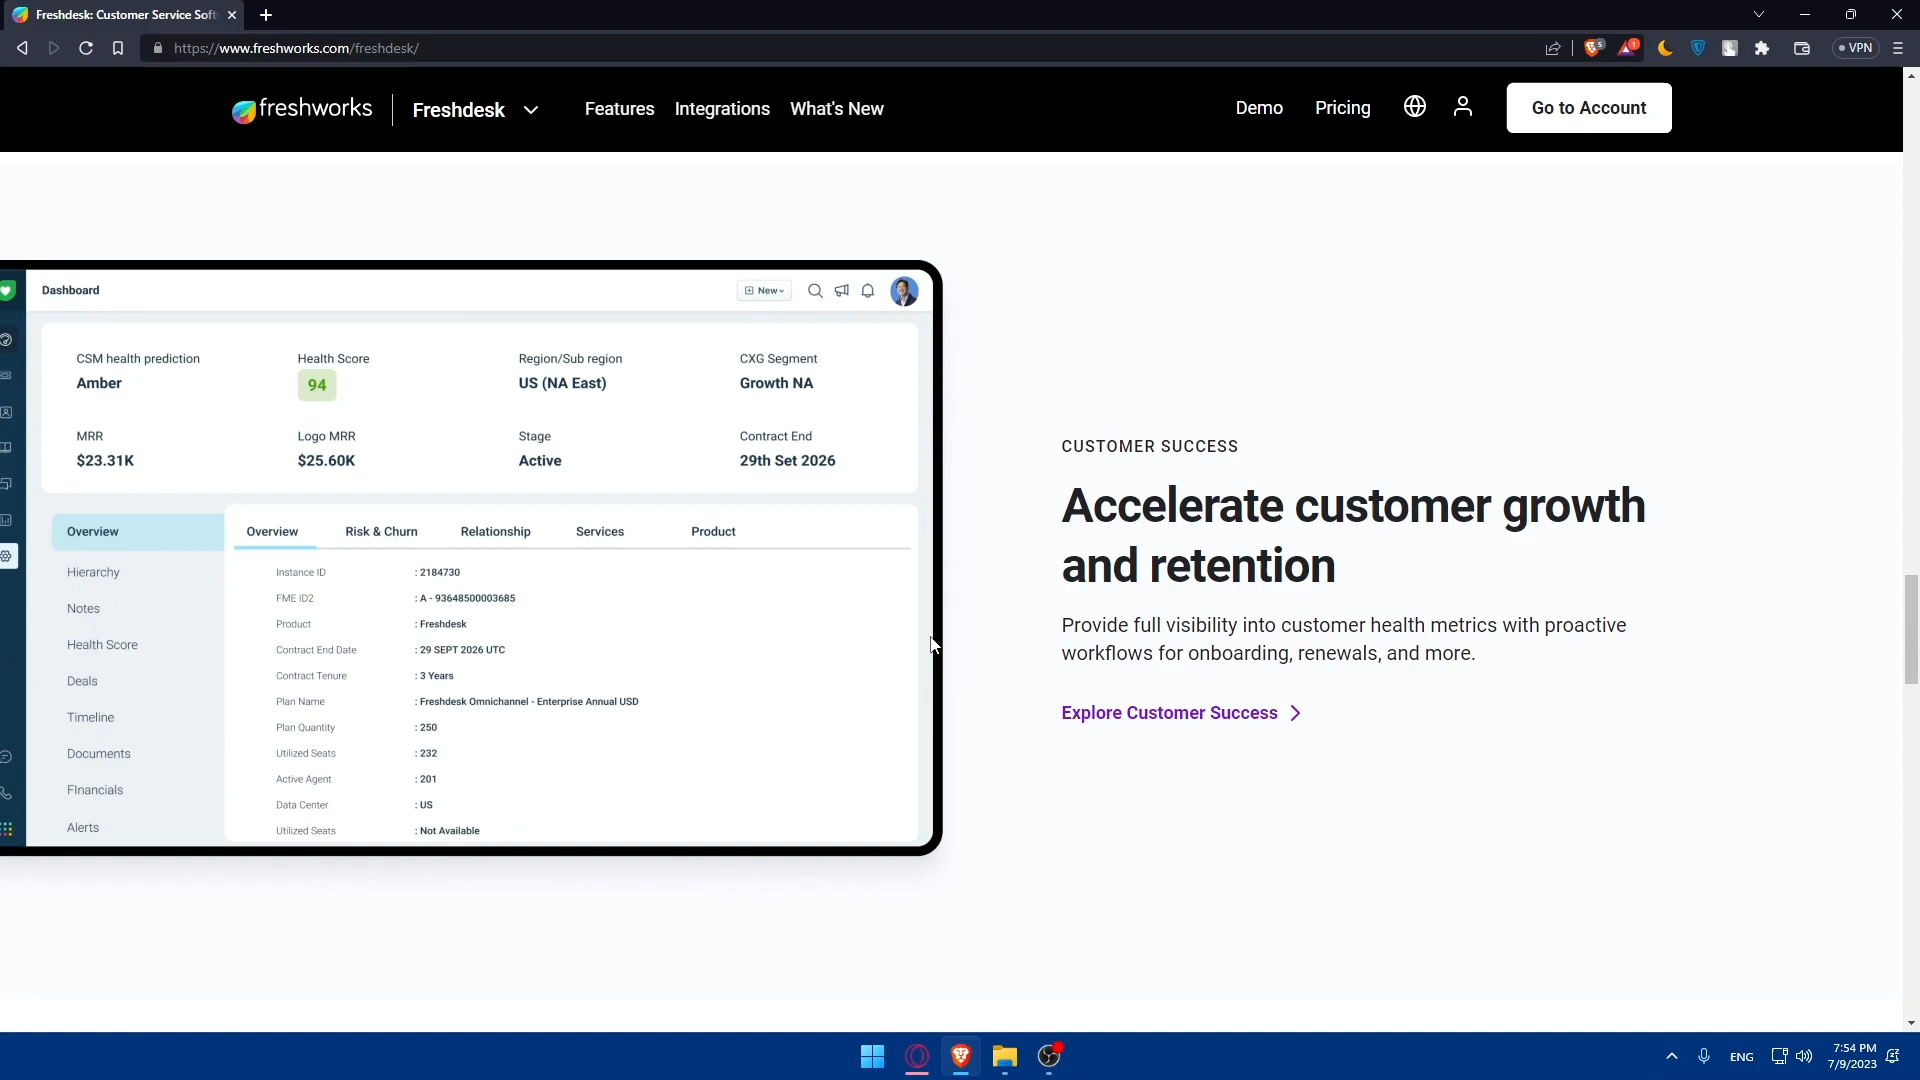 Freshdesk: Customer Service Soft
https://www.freshworks.com/freshdesk/
5
1
VPN
freshworks
Freshdesk
Features
Integrations
What's New
Demo
Pricing
Go to Account
Dashboard
New
CSM health prediction
Amber
Health Score
94
Region/Sub region
US (NA East)
CXG Segment
Growth NA
MRR
$23.31K
Logo MRR
$25.60K
Stage
Active
Contract End
29th Set 2026
Overview
Hierarchy
Notes
Health Score
Deals
Timeline
Documents
FInancials
Alerts
Overview
Risk & Churn
Relationship
Services
Product
Instance ID : 2184730
FME ID2 : A - 93648500003685
Product : Freshdesk
Contract End Date : 29 SEPT 2026 UTC
Contract Tenure : 3 Years
Plan Name : Freshdesk Omnichannel - Enterprise Annual USD
Plan Quantity : 250
Utilized Seats : 232
Active Agent : 201
Data Center : US
Utilized Seats : Not Available
CUSTOMER SUCCESS
Accelerate customer growth
and retention
Provide full visibility into customer health metrics with proactive
workflows for onboarding, renewals, and more.
Explore Customer Success
ENG
7:54 PM
7/9/2023